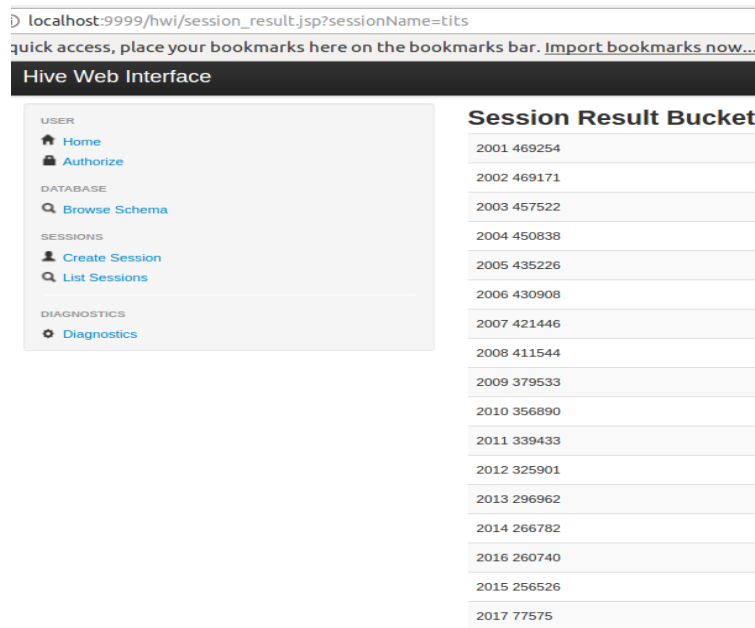 localhost:9999/hwi/session_result.jsp?sessionName=tits
quick access, place your bookmarks here on the bookmarks bar. Import bookmarks now...
Hive Web Interface
USER
Home
Authorize
DATABASE
Browse Schema
SESSIONS
Create Session
List Sessions
DIAGNOSTICS
Diagnostics
Session Result Bucket
2001 469254
2002 469171
2003 457522
2004 450838
2005 435226
2006 430908
2007 421446
2008 411544
2009 379533
2010 356890
2011 339433
2012 325901
2013 296962
2014 266782
2016 260740
2015 256526
2017 77575